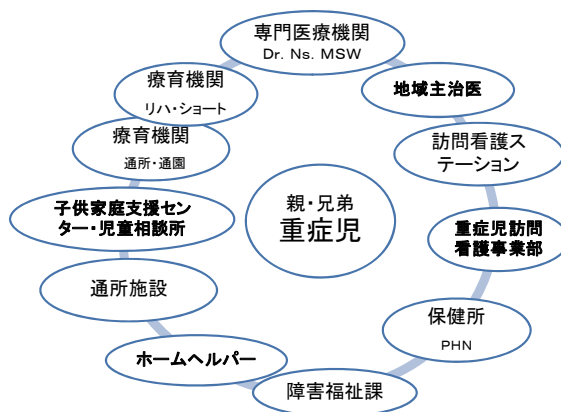 専門医療機関
Dr. Ns. MSW
療育機関
リハ・ショート
地域主治医
療育機関
通所・通園
訪問看護ス
テーション
子供家庭支援セン
ター・児童相談所
親・兄弟
重症児
重症児訪問
看護事業部
通所施設
保健所
PHN
ホームヘルパー
障害福祉課